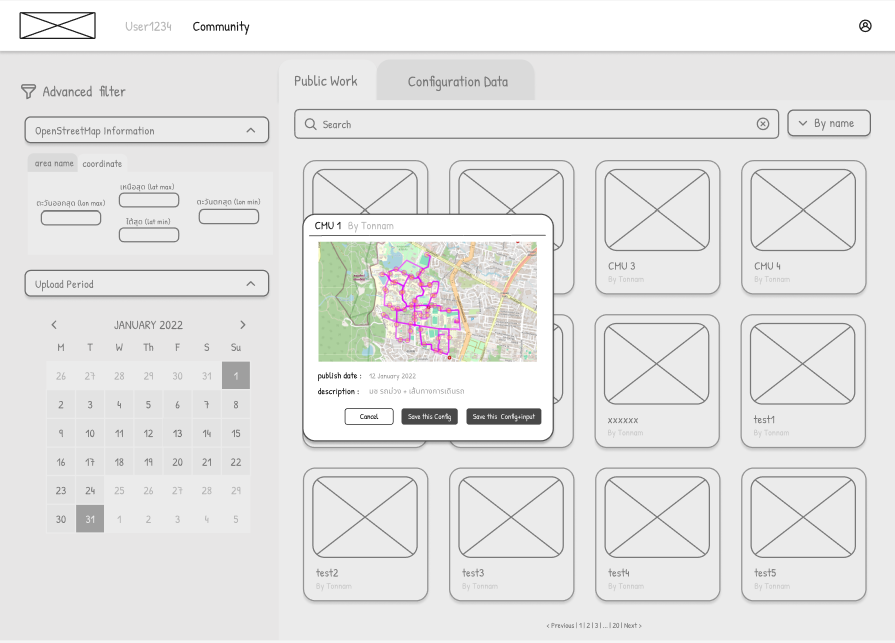 User1234 Community
Advanced filter
OpenStreetMap Information
area name coordinate
เหนือสุด (lat max)
ตะวันออกสุด (lon max)
ตะวันตกสุด (lon min)
ใต้สุด (lat min)
Upload Period
JANUARY 2022
M T W Th F S Su
26 27 28 29 30 31 1
2 3 4 5 6 7 8
9 10 11 12 13 14 15
16 17 18 19 20 21 22
23 24 25 26 27 28 29
30 31 1 2 3 4 5
Public Work Configuration Data
Search
By name
CMU 1 By Tonnam
publish date : 12 January 2022
description : มช รถม่วง + เส้นทางการเดินรถ
Cancel Save this Config Save this Config+input
CMU 3
By Tonnam
CMU 4
By Tonnam
xxxxxx
By Tonnam
test1
By Tonnam
test2
By Tonnam
test3
By Tonnam
test4
By Tonnam
test5
By Tonnam
< Previous | 1 | 2 | 3 | ... | 20 | Next >